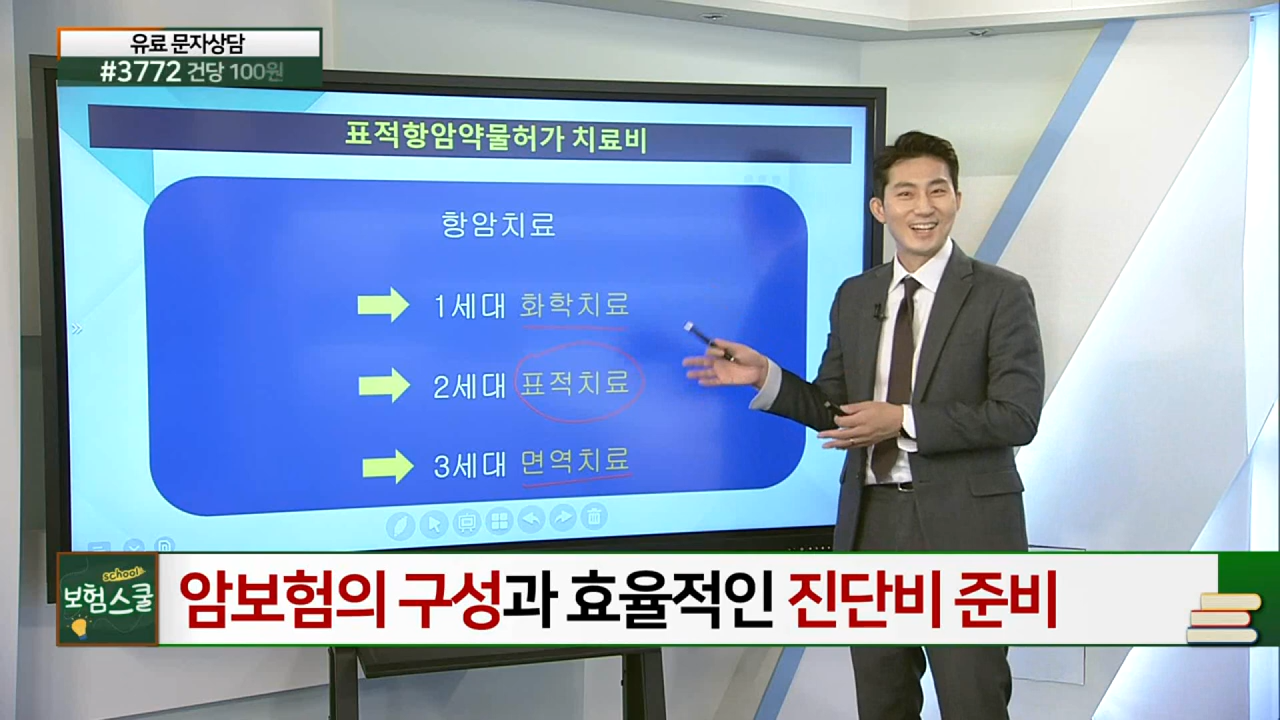 유료 문자상담
#3772 건당 100원
표적항암약물허가 치료비
항암치료
1세대 화학치료
2세대 표적치료
3세대 면역치료
school
보험스쿨
암보험의 구성과 효율적인 진단비 준비